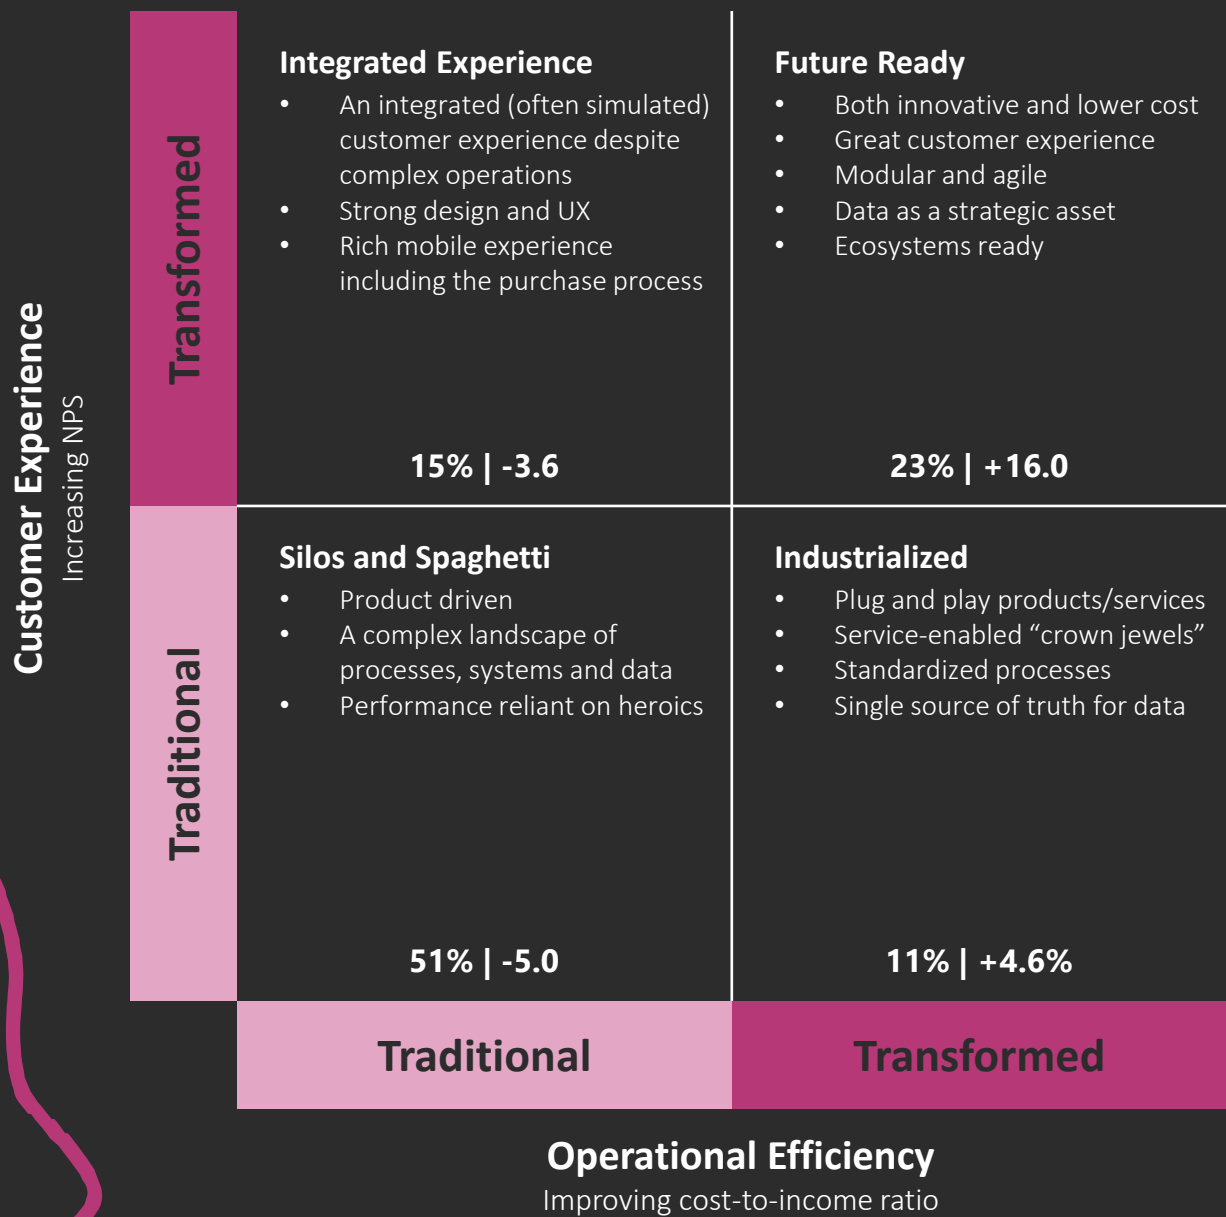 Customer Experience
Increasing NPS
Transformed
Integrated Experience
• An integrated (often simulated)
customer experience despite
complex operations
• Strong design and UX
• Rich mobile experience
including the purchase process
15% | -3.6
Future Ready
• Both innovative and lower cost
• Great customer experience
• Modular and agile
• Data as a strategic asset
• Ecosystems ready
23% | +16.0
Traditional
Silos and Spaghetti
• Product driven
• A complex landscape of
processes, systems and data
• Performance reliant on heroics
51% | -5.0
Industrialized
• Plug and play products/services
• Service-enabled “crown jewels”
• Standardized processes
• Single source of truth for data
11% | +4.6%
Traditional
Transformed
Operational Efficiency
Improving cost-to-income ratio